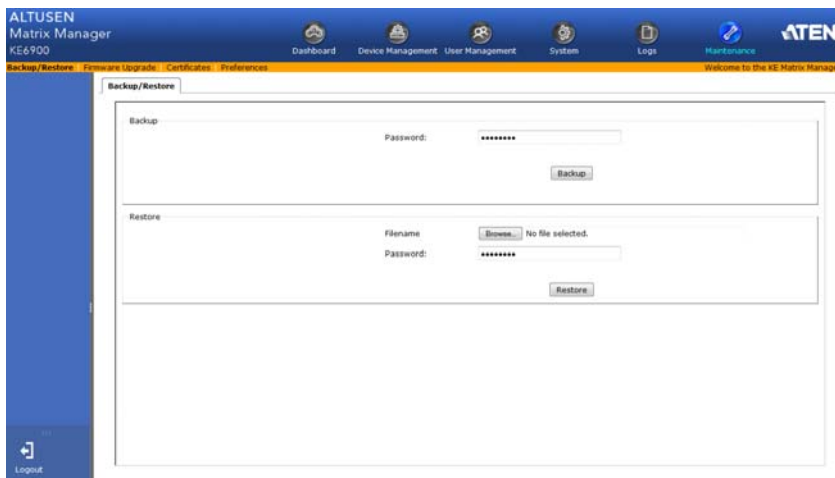 ALTUSEN
Matrix Manager
KE6900
Dashboard Device Management User Management System Logs Maintenance
ATEN
Backup/Restore Firmware Upgrade Certificates Preferences
Welcome to the KE Matrix Manage
Backup/Restore
Backup
Password: ••••••••
Backup
Restore
Filename Browse... No file selected.
Password: ••••••••
Restore
Logout